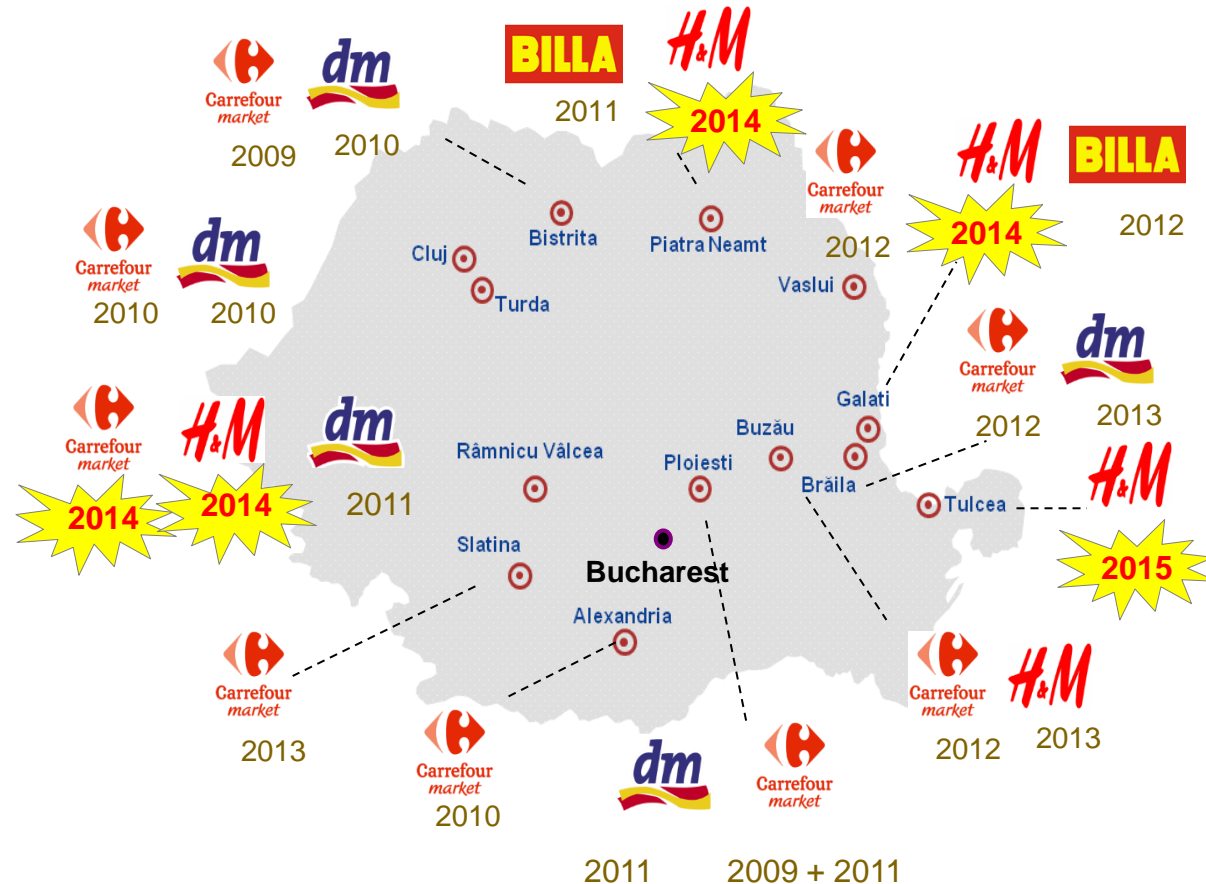 BILLA
H&M
dm
Carrefour
market
2009
2010
2011
2014
Carrefour
market
2012
H&M
2014
BILLA
2012
Bistrita
Piatra Neamt
Cluj
Turda
Vaslui
Carrefour
market
2010
dm
2010
Carrefour
market
2012
dm
2013
Carrefour
market
2014
H&M
2014
dm
2011
Galati
Buzău
Râmnicu Vâlcea
Ploiesti
Brăila
Tulcea
H&M
2015
Slatina
Bucharest
Alexandria
Carrefour
market
2013
Carrefour
market
2010
dm
2011
Carrefour
market
2009 + 2011
Carrefour
market
2012
H&M
2013